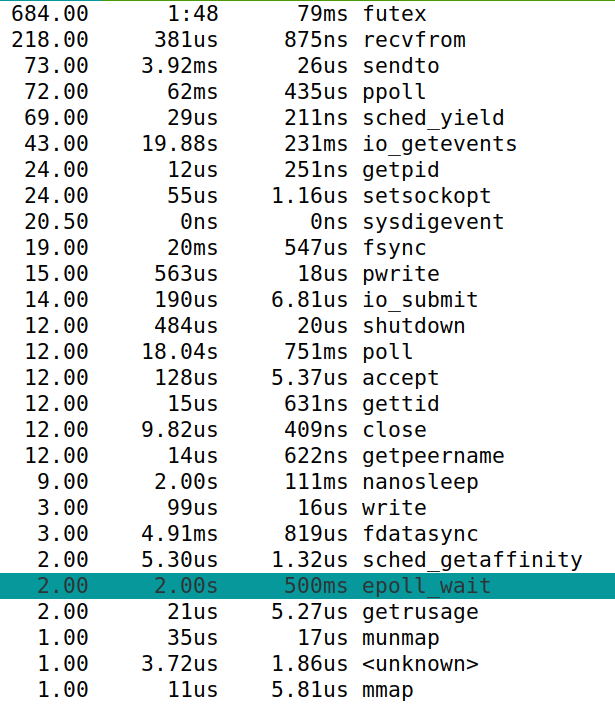 684.00 1:48 79ms futex
218.00 381us 875ns recvfrom
73.00 3.92ms 26us sendto
72.00 62ms 435us ppoll
69.00 29us 211ns sched_yield
43.00 19.88s 231ms io_getevents
24.00 12us 251ns getpid
24.00 55us 1.16us setsockopt
20.50 0ns 0ns sysdigevent
19.00 20ms 547us fsync
15.00 563us 18us pwrite
14.00 190us 6.81us io_submit
12.00 484us 20us shutdown
12.00 18.04s 751ms poll
12.00 128us 5.37us accept
12.00 15us 631ns gettid
12.00 9.82us 409ns close
12.00 14us 622ns getpeername
9.00 2.00s 111ms nanosleep
3.00 99us 16us write
3.00 4.91ms 819us fdatasync
2.00 5.30us 1.32us sched_getaffinity
2.00 2.00s 500ms epoll_wait
2.00 21us 5.27us getrusage
1.00 35us 17us munmap
1.00 3.72us 1.86us <unknown>
1.00 11us 5.81us mmap